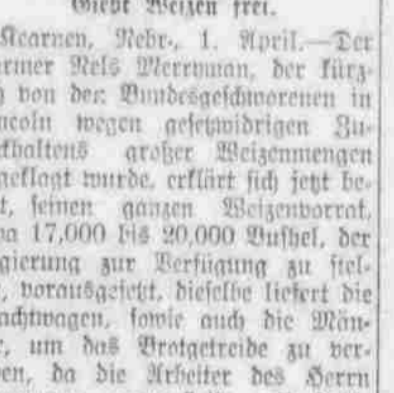 Giebt Weizen frei.
Kearney, Nebr., 1. April.—Der
armer Nels Merryman, der kürz-
h von den Bundesgeschworenen in
ncoln wegen gesetzwidrigen Zu-
ckhaltens großer Weizenmengen
geklagt wurde, erklärt sich jetzt be-
t, seinen ganzen Weizenvorrat,
wa 17,000 bis 20,000 Bushel, der
gierung zur Verfügung zu stel-
, vorausgesetzt, dieselbe liefert die
achtwagen, sowie auch die Män-
r, um das Brotgetreide zu ver-
en, da die Arbeiter des Herrn